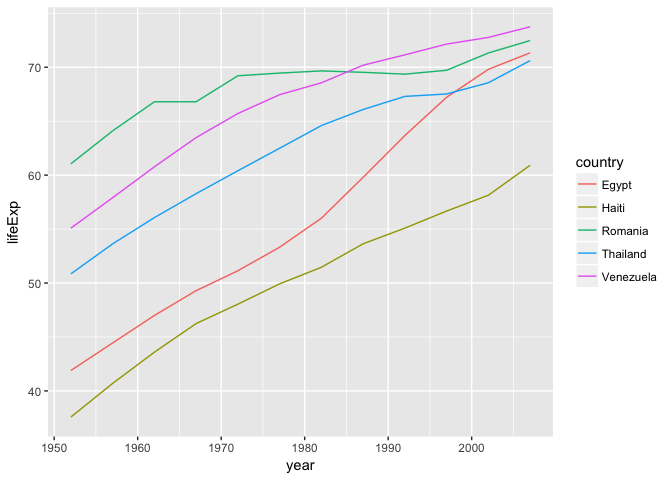 lifeExp
70
60
50
40
1950 1960 1970 1980 1990 2000
year
country
Egypt
Haiti
Romania
Thailand
Venezuela